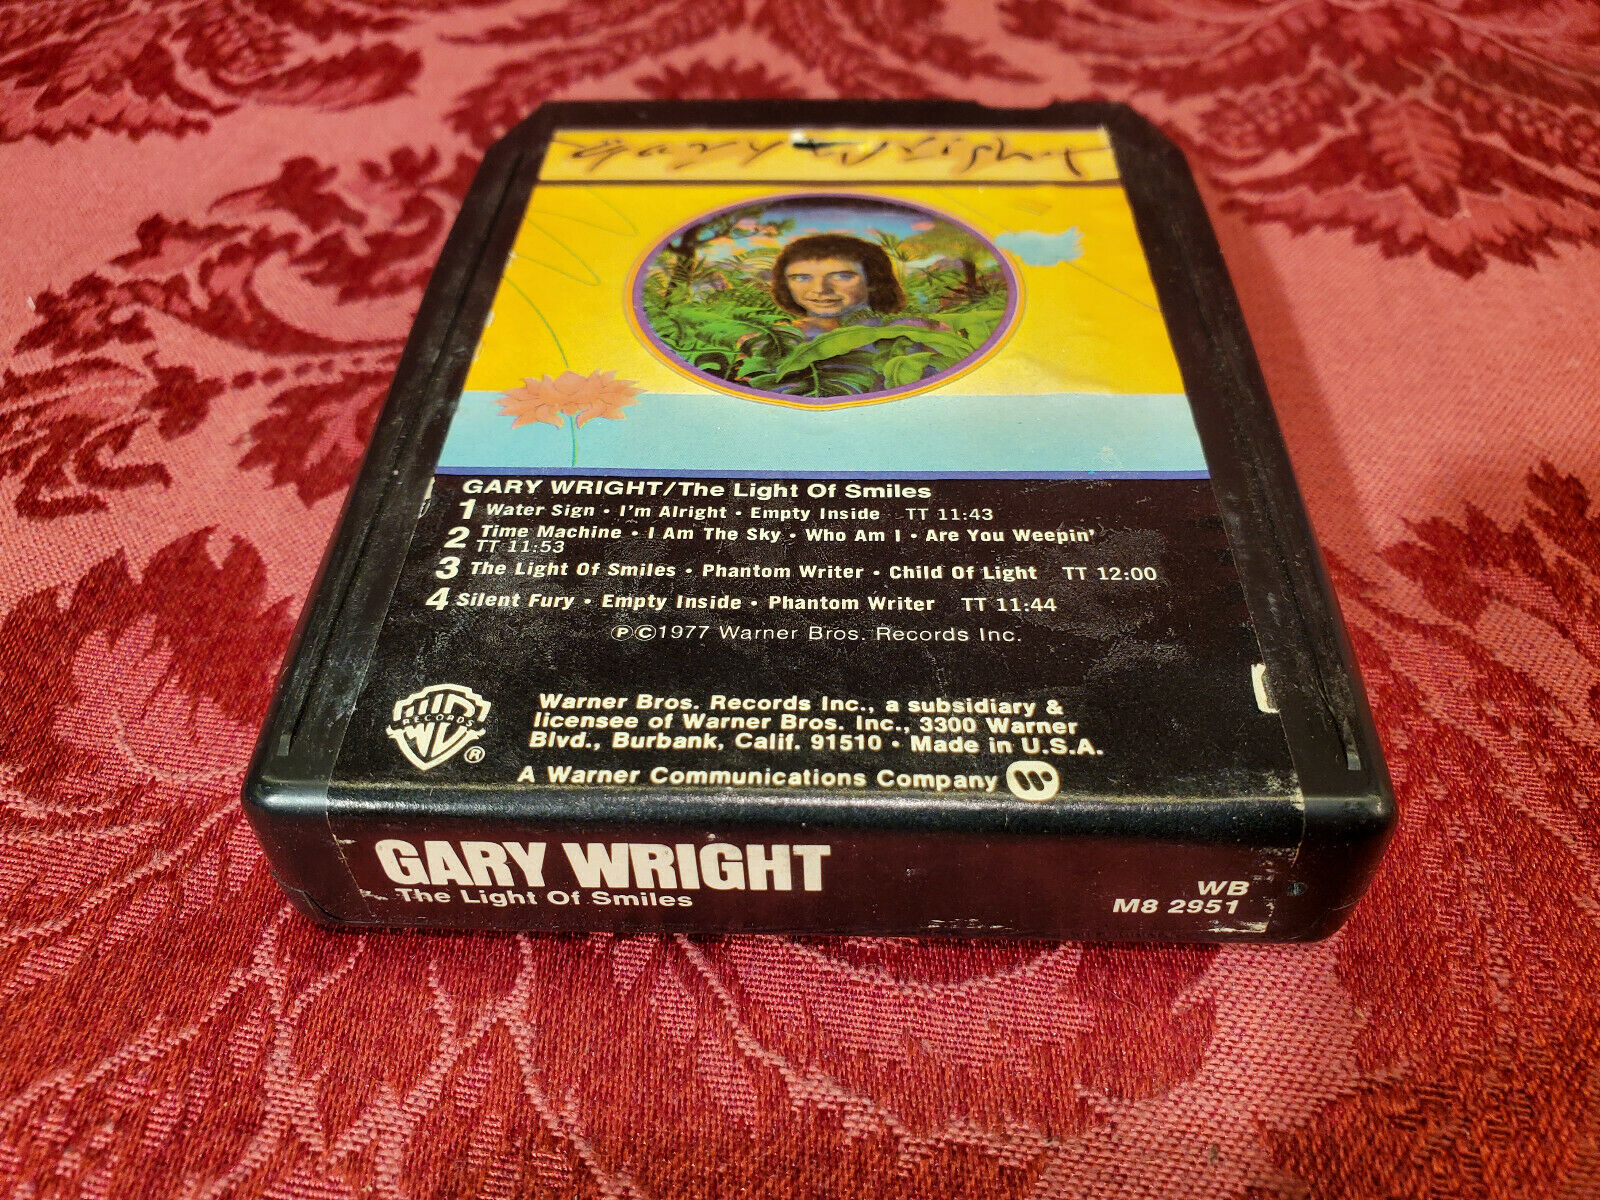 GARY WRIGHT/The Light Of Smiles
1 Water Sign • I'm Alright • Empty Inside TT 11:43
2 Time Machine • I Am The Sky • Who Am I • Are You Weepin'
TT 11:53
3 The Light Of Smiles • Phantom Writer • Child Of Light TT 12:00
4 Silent Fury • Empty Inside • Phantom Writer TT 11:44
ⓅⒸ1977 Warner Bros. Records Inc.
WB
RECORDS
®
Warner Bros. Records Inc., a subsidiary &
licensee of Warner Bros. Inc., 3300 Warner
Blvd., Burbank, Calif. 91510 • Made in U.S.A.
A Warner Communications Company
GARY WRIGHT
The Light Of Smiles
WB
M8 2951